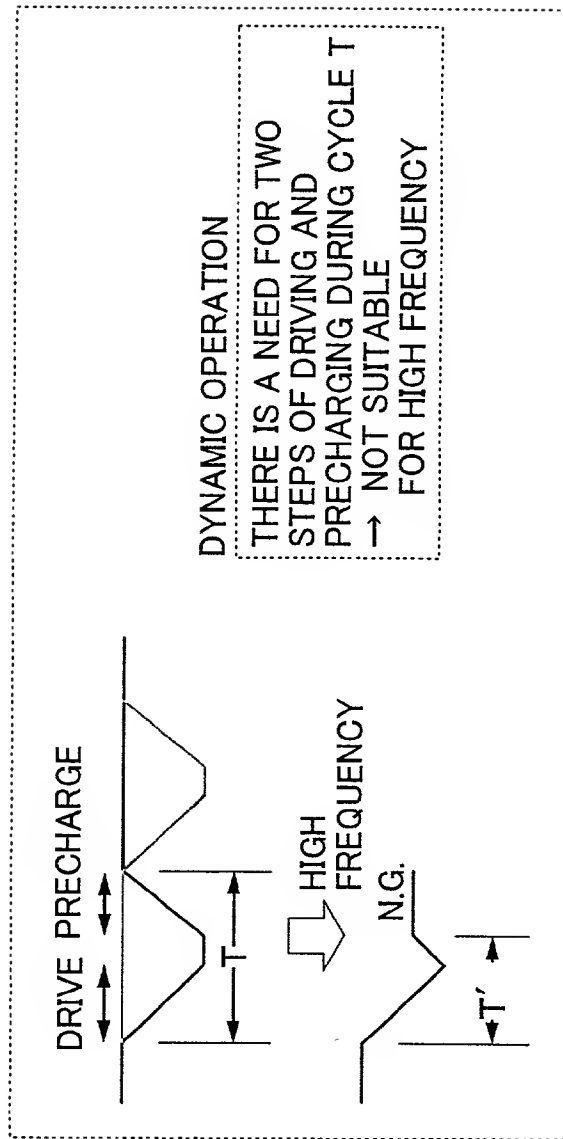 DRIVE PRECHARGE
T
HIGH
FREQUENCY
N.G.
T′
DYNAMIC OPERATION
THERE IS A NEED FOR TWO
STEPS OF DRIVING AND
PRECHARGING DURING CYCLE T
→ NOT SUITABLE
FOR HIGH FREQUENCY